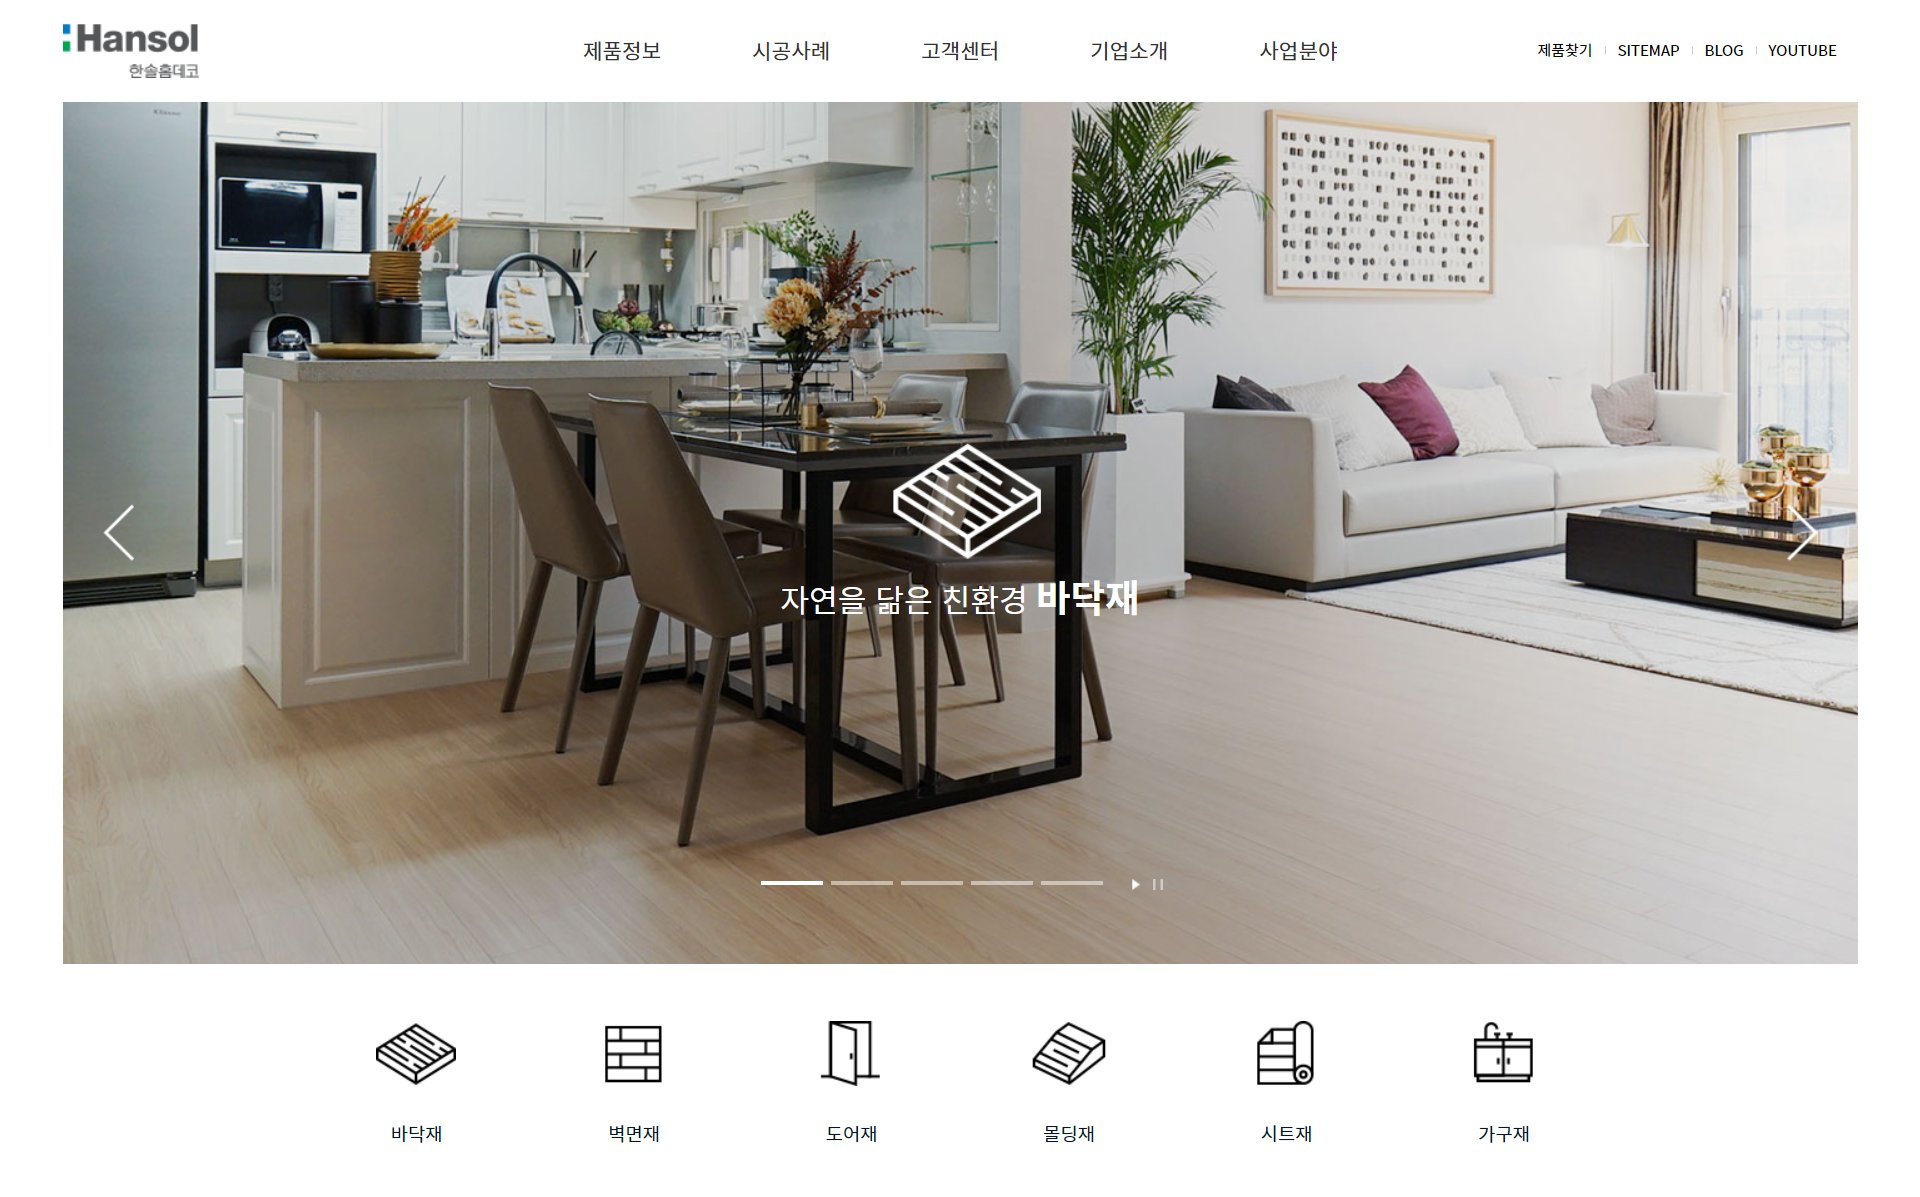 Hansol
한솔홈데코
제품정보 시공사례 고객센터 기업소개 사업분야
제품찾기 SITEMAP BLOG YOUTUBE
자연을 닮은 친환경 바닥재
바닥재 벽면재 도어재 몰딩재 시트재 가구재